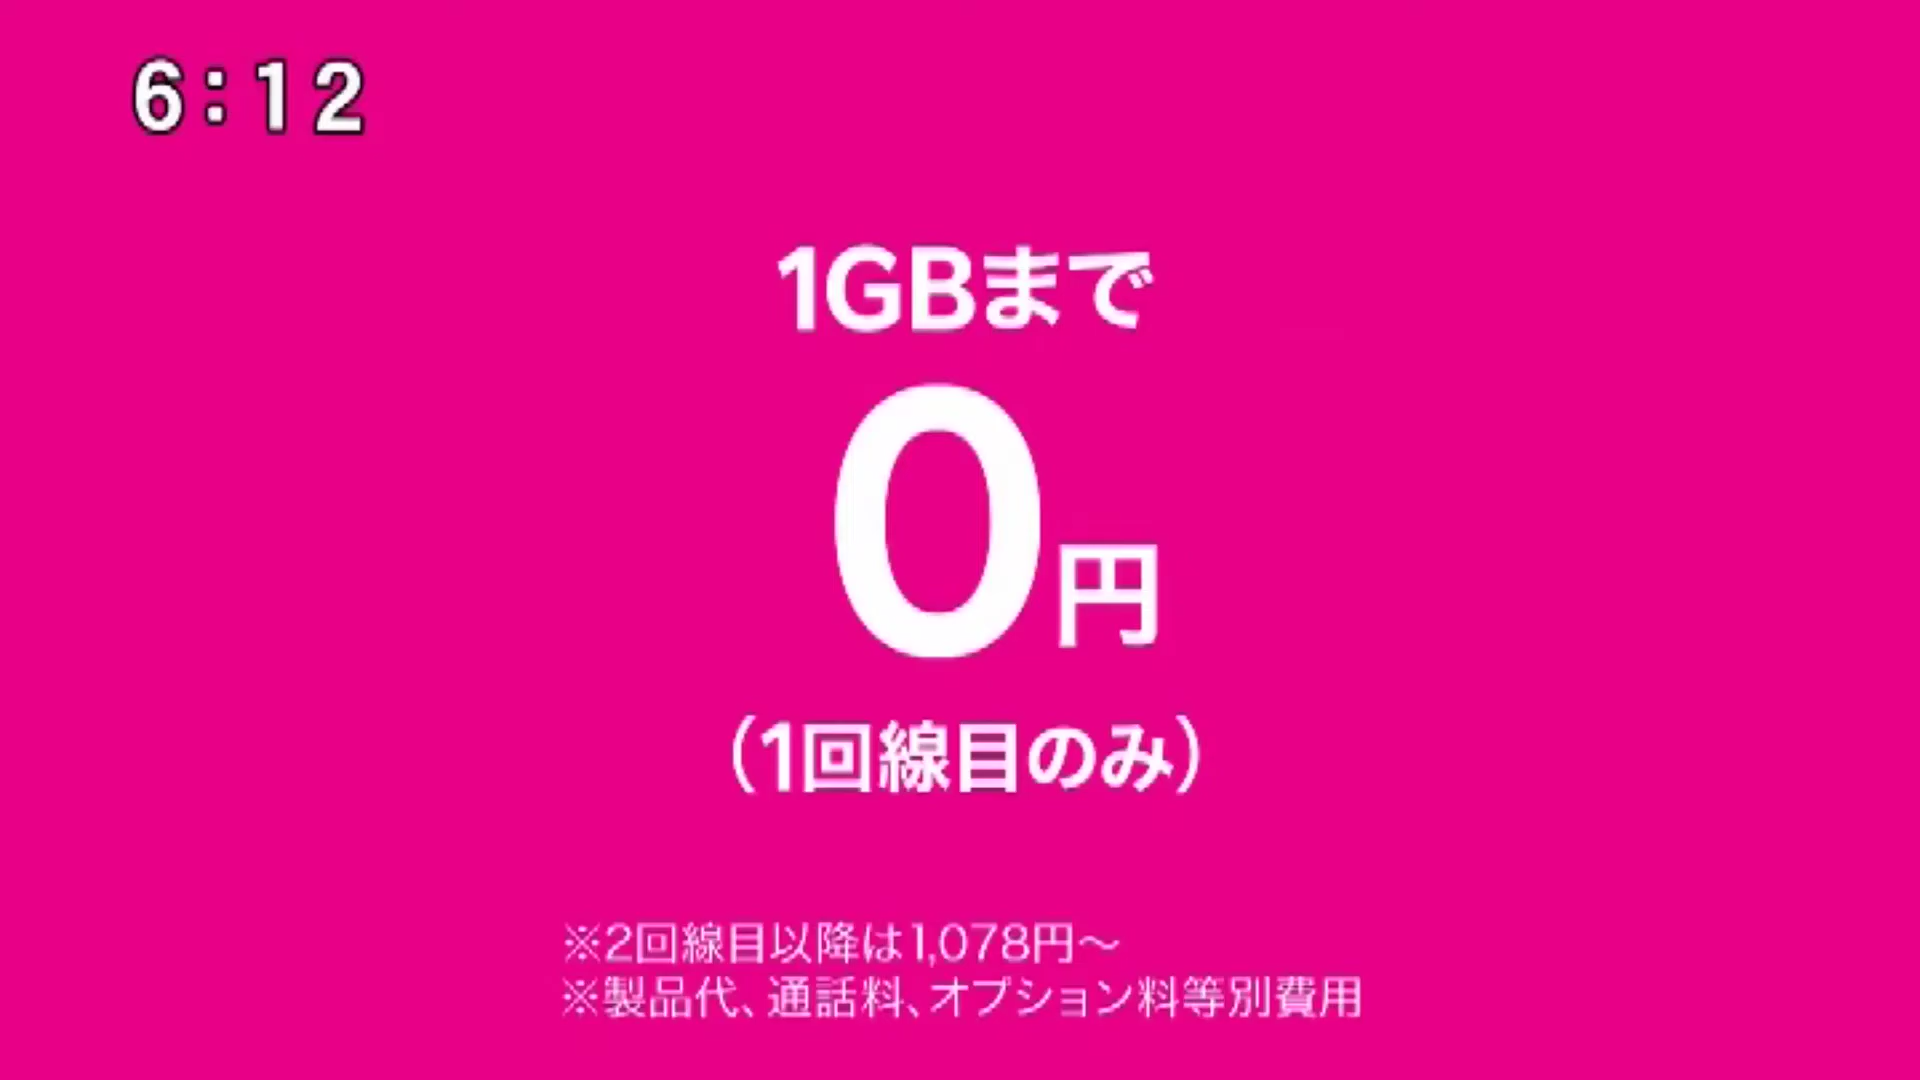 6:12
1GBまで
0円
（1回線目のみ）
※2回線目以降は1,078円〜
※製品代、通話料、オプション料等別費用